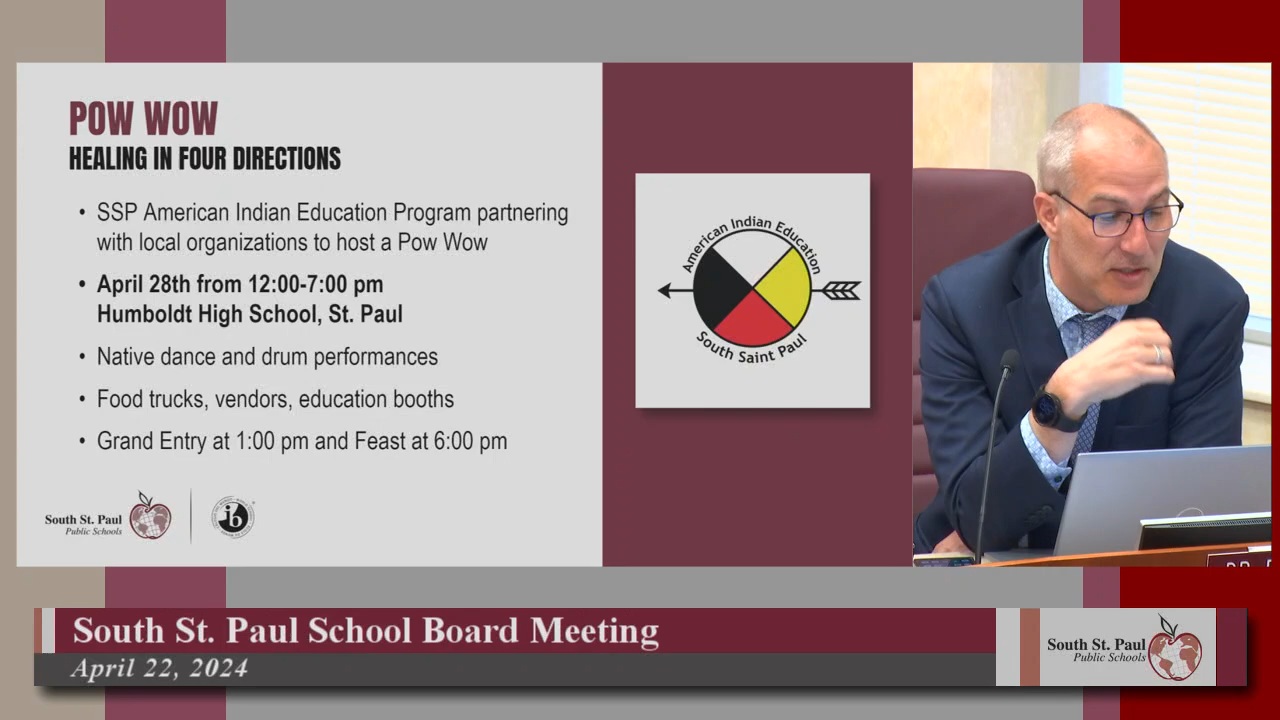 POW WOW
HEALING IN FOUR DIRECTIONS
• SSP American Indian Education Program partnering
with local organizations to host a Pow Wow
• April 28th from 12:00-7:00 pm
Humboldt High School, St. Paul
• Native dance and drum performances
• Food trucks, vendors, education booths
• Grand Entry at 1:00 pm and Feast at 6:00 pm
South St. Paul
Public Schools
ib
American Indian Education
South Saint Paul
South St. Paul School Board Meeting
April 22, 2024
South St. Paul
Public Schools